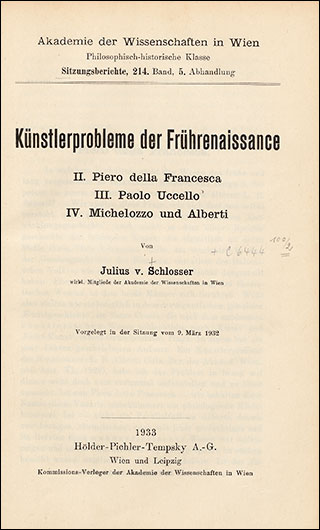 Akademie der Wissenschaften in Wien
Philosophisch-historische Klasse
Sitzungsberichte, 214. Band, 5. Abhandlung
Künstlerprobleme der Frührenaissance
II. Piero della Francesca
III. Paolo Uccello
IV. Michelozzo und Alberti
Von
Julius v. Schlosser
wirkl. Mitgliede der Akademie der Wissenschaften in Wien
Vorgelegt in der Sitzung vom 9. März 1932
1933
Hölder-Pichler-Tempsky A.-G.
Wien und Leipzig
Kommissions-Verleger der Akademie der Wissenschaften in Wien